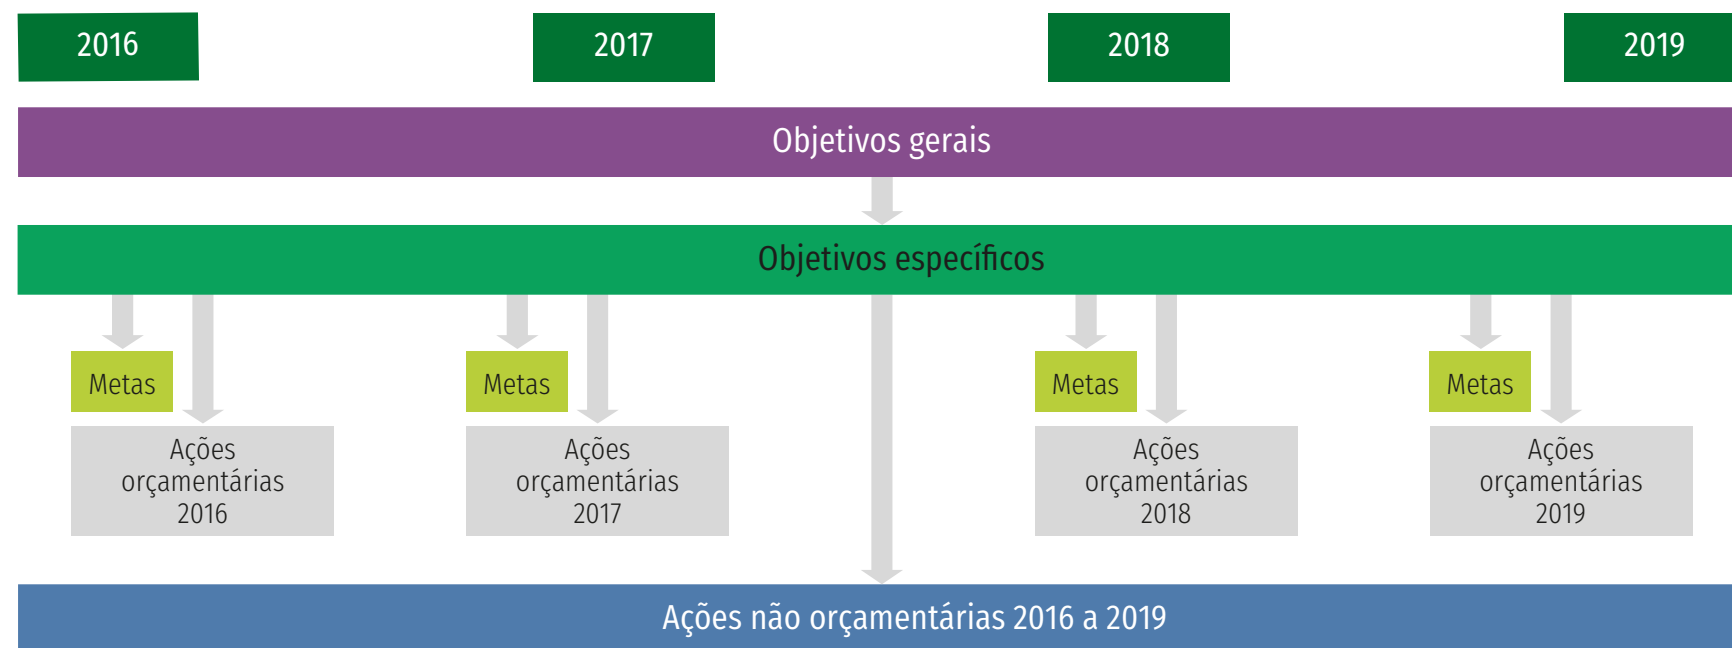 2016
2017
2018
2019
Objetivos gerais
Objetivos específicos
Metas
Metas
Metas
Metas
Ações
orçamentárias
2016
Ações
orçamentárias
2017
Ações
orçamentárias
2018
Ações
orçamentárias
2019
Ações não orçamentárias 2016 a 2019